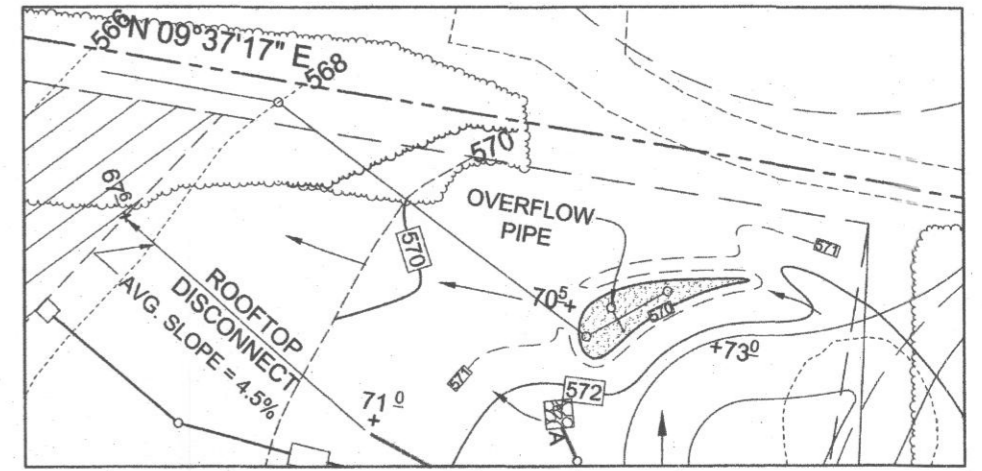 566
N 09°37'17" E
568
570
67⁶
OVERFLOW
PIPE
570
571
ROOFTOP
DISCONNECT
AVG. SLOPE = 4.5%
70⁵+
570
+73⁰
571
572
71⁰
+
A